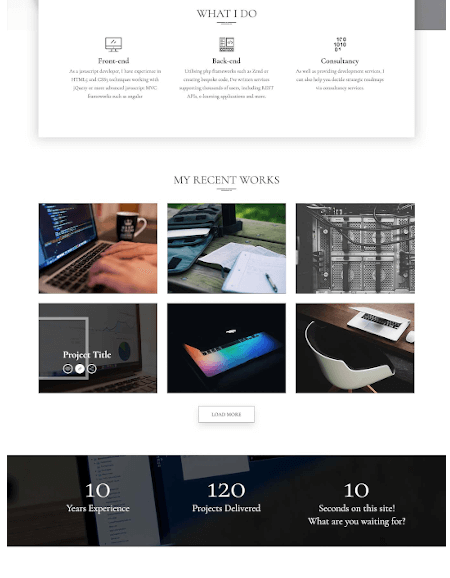 WHAT I DO
Front-end
As a javascript developer, I have experience in
HTML5 and CSS3 techniques working with
jQuery or more advanced javascript MVC
frameworks such as angular
Back-end
Utilising php frameworks such as Zend or
creating bespoke code, I've written services
supporting thousands of users, including REST
APIs, e-learning applications and more.
Consultancy
As well as providing development services, I
can also help you decide strategic roadmaps
via consultancy services.
MY RECENT WORKS
Project Title
LOAD MORE
10
Years Experience
120
Projects Delivered
10
Seconds on this site!
What are you waiting for?